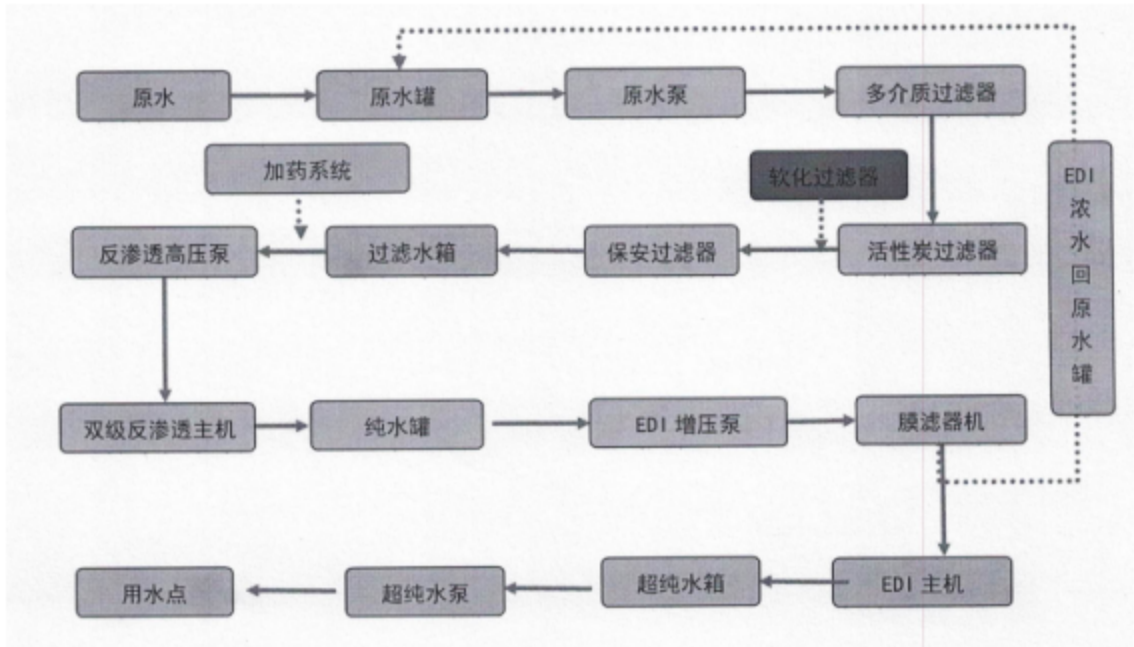 原水
原水罐
原水泵
多介质过滤器
加药系统
软化过滤器
EDI
浓
水
回
原
水
罐
反渗透高压泵
过滤水箱
保安过滤器
活性炭过滤器
双级反渗透主机
纯水罐
EDI 增压泵
膜滤器机
用水点
超纯水泵
超纯水箱
EDI 主机